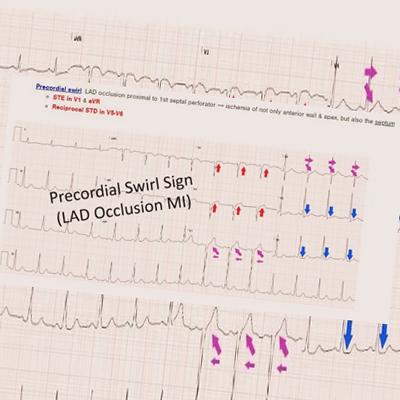 aVR
V1
V4
Precordial swirl LAD occlusion proximal to 1st septal perforator → ischemia of not only anterior wall & apex, but also the septum
STE in V1 & aVR
Reciprocal STD in V5-V6
Precordial Swirl Sign
(LAD Occlusion MI)